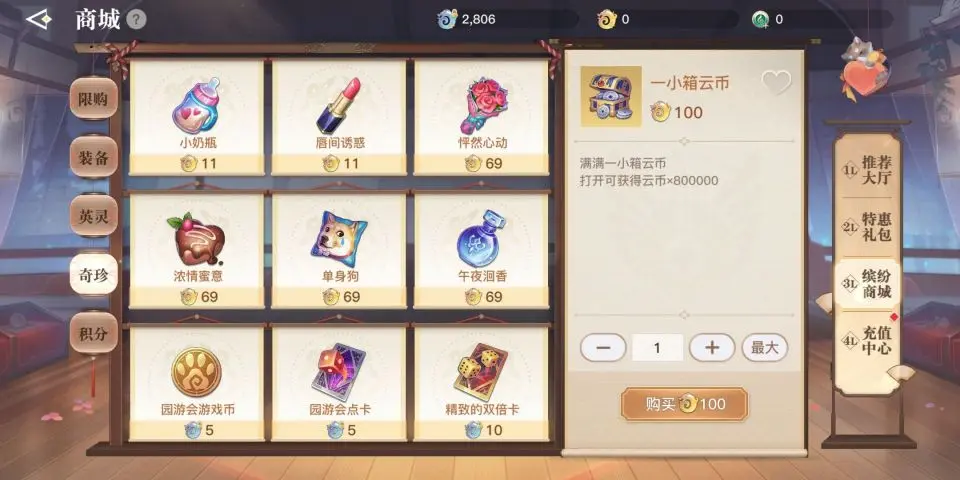 商城 ?
2,806
0
0
限购
装备
英灵
奇珍
积分
小奶瓶
11
唇间诱惑
11
怦然心动
69
浓情蜜意
69
单身狗
69
午夜洄香
69
园游会游戏币
5
园游会点卡
5
精致的双倍卡
10
一小箱云币
100
满满一小箱云币
打开可获得云币×800000
1
最大
购买 100
1L 推荐
大厅
2L 特惠
礼包
3L 缤纷
商城
4L 充值
中心